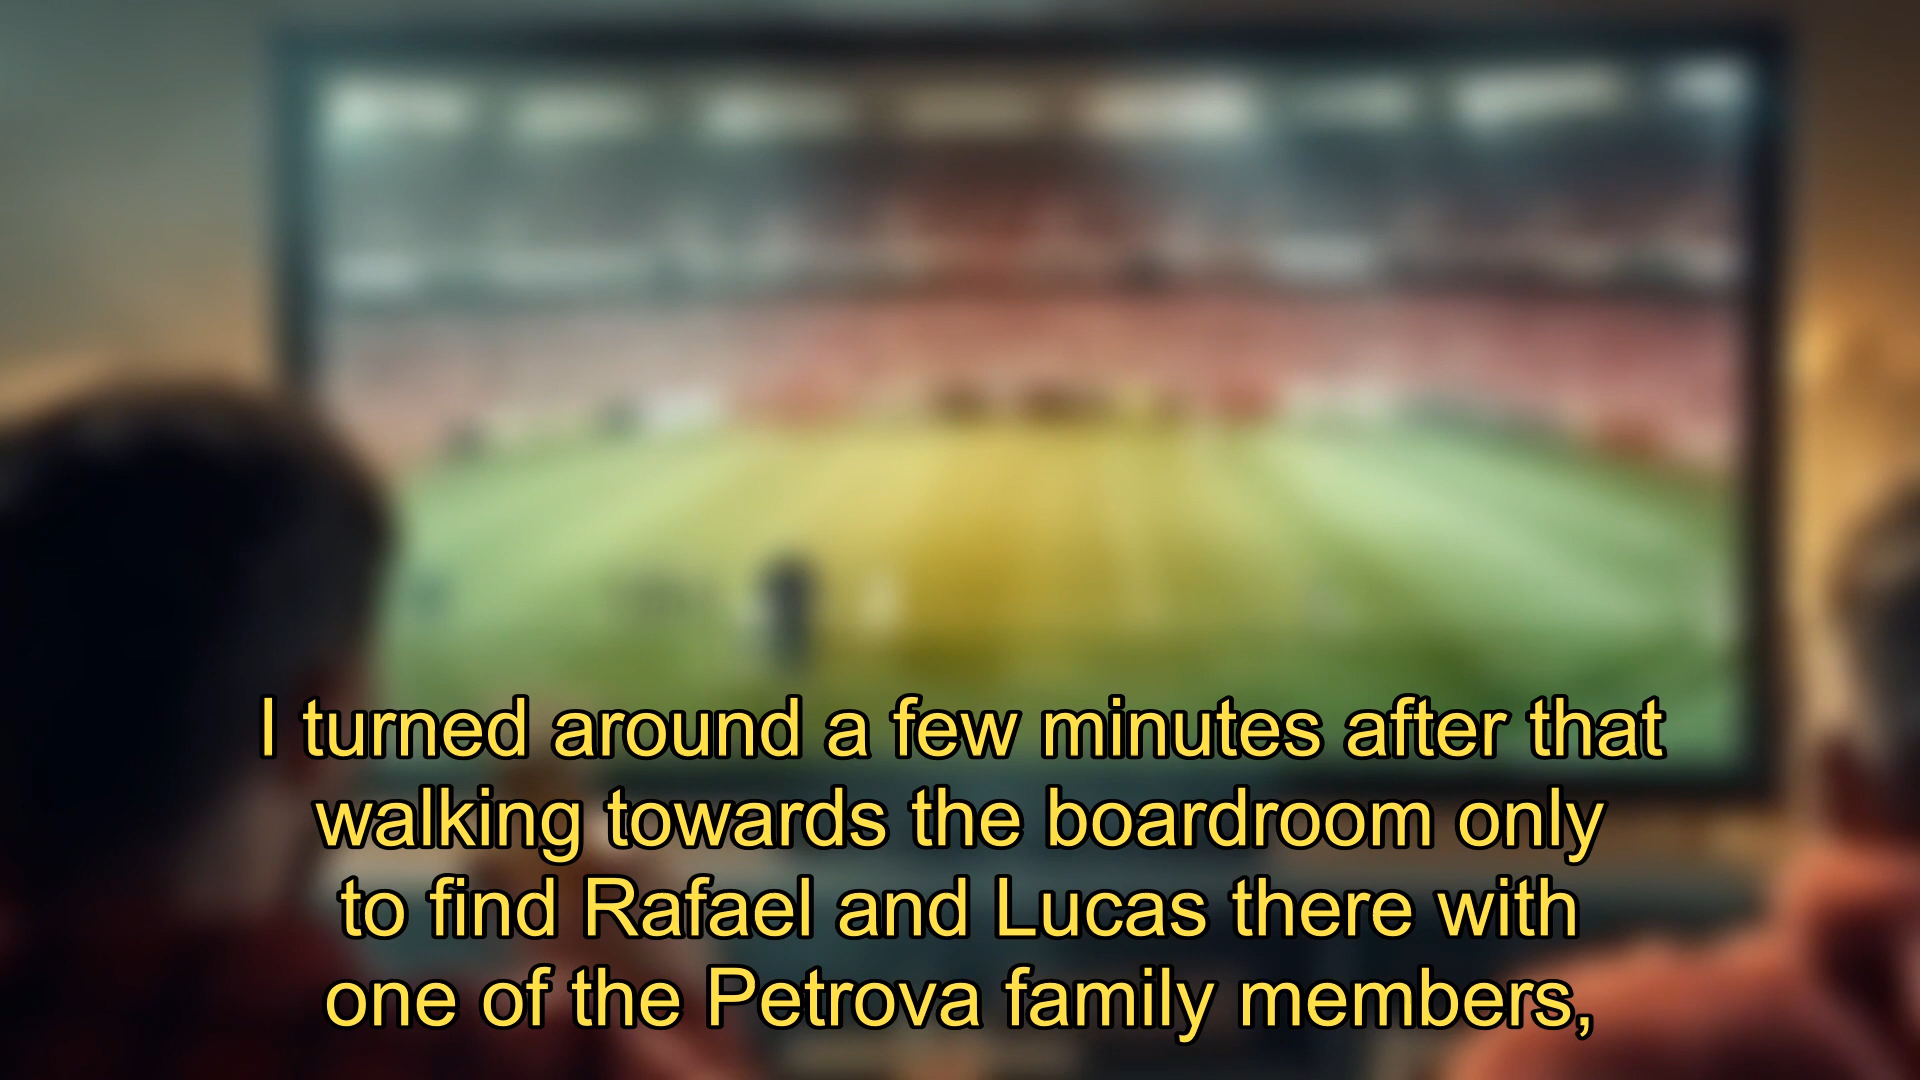 I turned around a few minutes after that
walking towards the boardroom only
to find Rafael and Lucas there with
one of the Petrova family members,